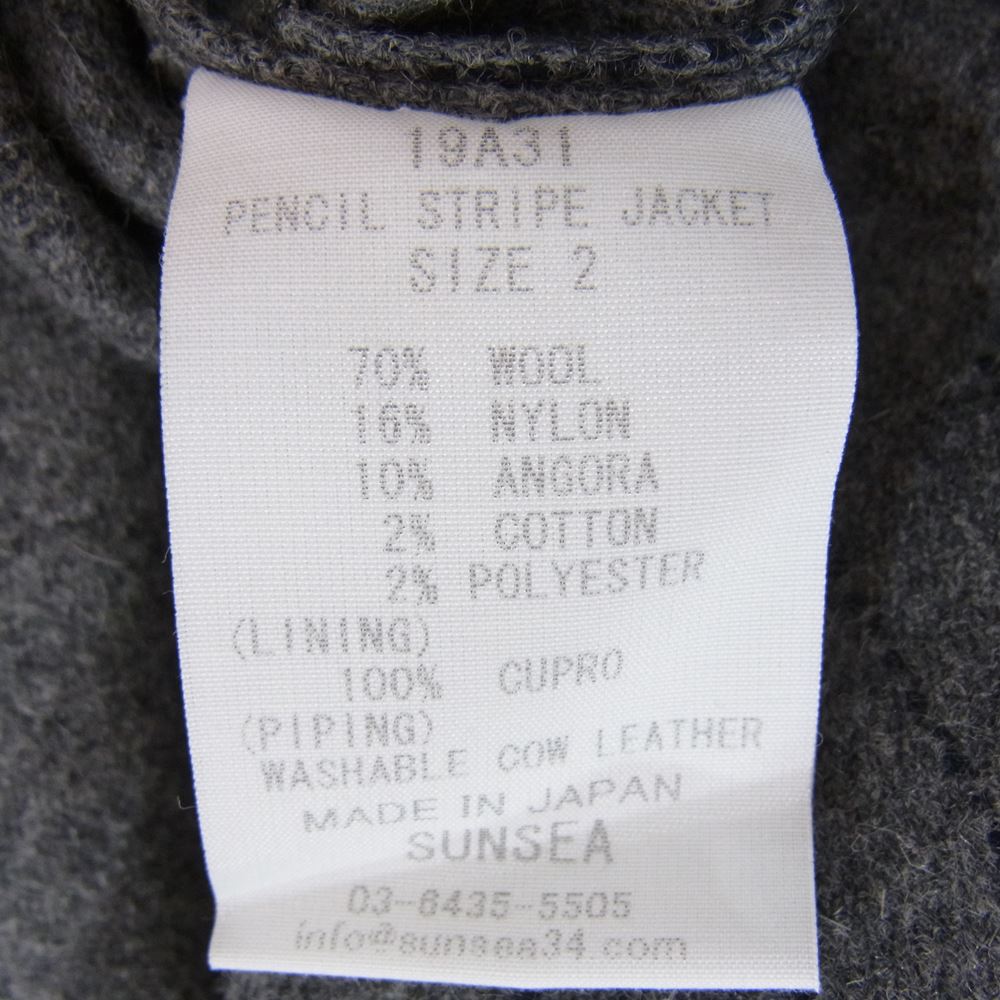 19A31
PENCIL STRIPE JACKET
SIZE 2
70% WOOL
16% NYLON
10% ANGORA
2% COTTON
2% POLYESTER
(LINING)
100% CUPRO
(PIPING)
WASHABLE COW LEATHER
MADE IN JAPAN
SUNSEA
03-6435-5505
info@sunsea34.com